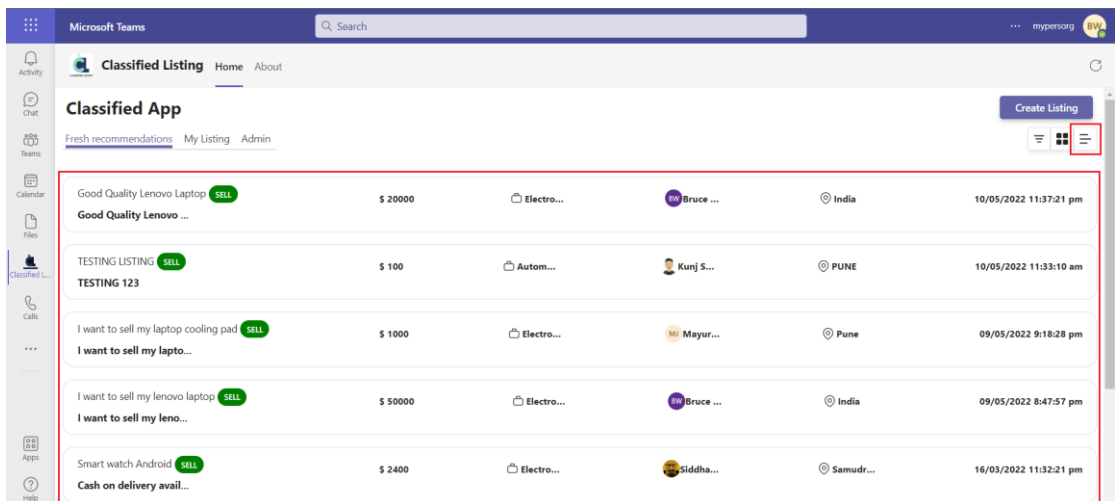 Microsoft Teams
Search
mypersorg
BW
Activity
Chat
Teams
Calendar
Files
Classified L...
Calls
Apps
Help
Classified Listing Home About
Classified App
Create Listing
Fresh recommendations My Listing Admin
Good Quality Lenovo Laptop SELL
Good Quality Lenovo ...
$ 20000
Electro...
BW Bruce ...
India
10/05/2022 11:37:21 pm
TESTING LISTING SELL
TESTING 123
$ 100
Autom...
Kunj S...
PUNE
10/05/2022 11:33:10 am
I want to sell my laptop cooling pad SELL
I want to sell my lapto...
$ 1000
Electro...
MJ Mayur...
Pune
09/05/2022 9:18:28 pm
I want to sell my lenovo laptop SELL
I want to sell my leno...
$ 50000
Electro...
BW Bruce ...
India
09/05/2022 8:47:57 pm
Smart watch Android SELL
Cash on delivery avail...
$ 2400
Electro...
Siddha...
Samudr...
16/03/2022 11:32:21 pm